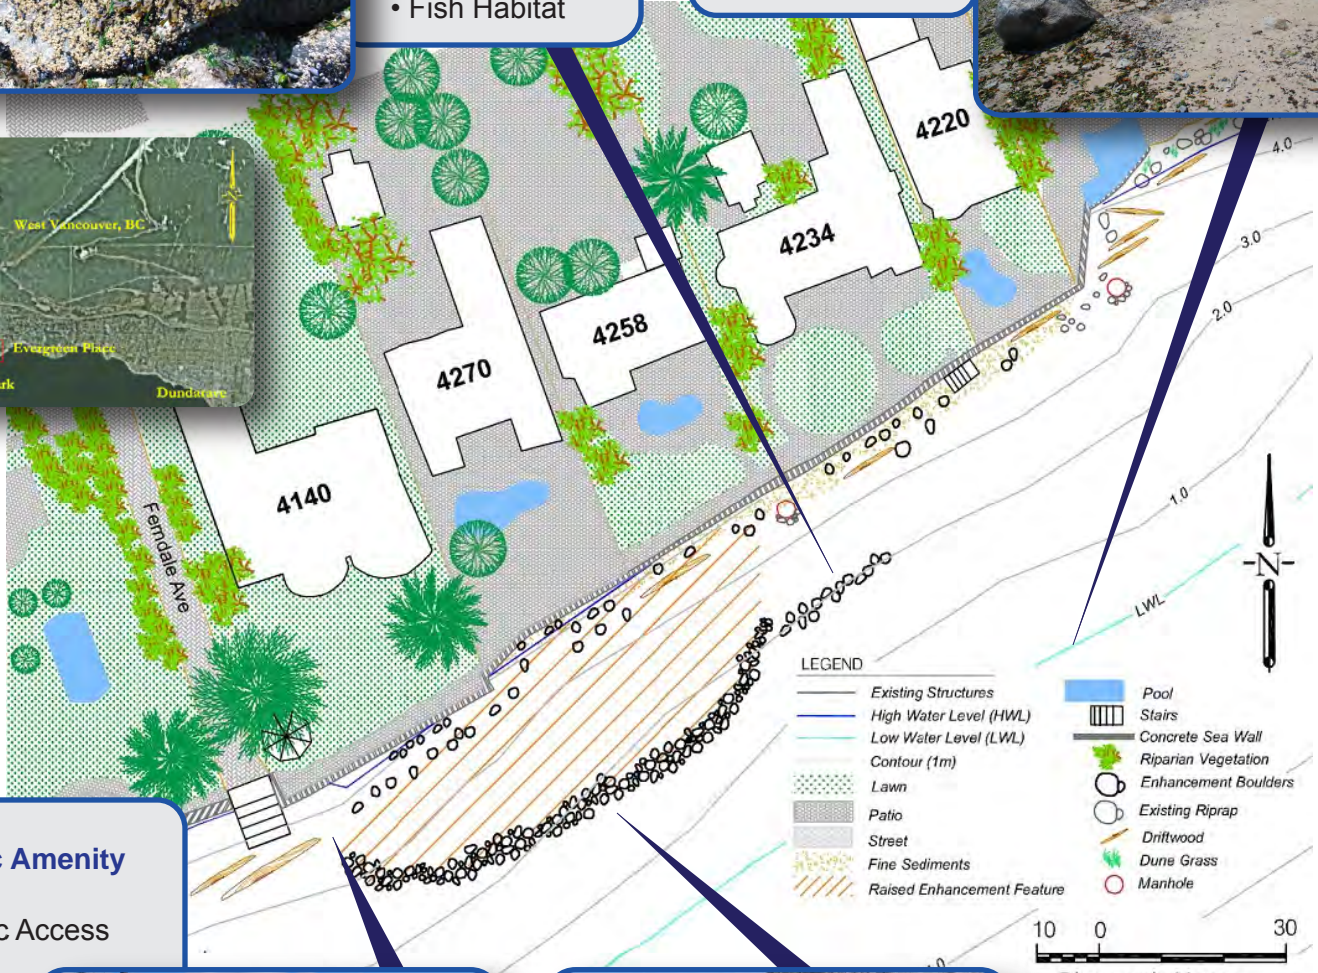 • Fish Habitat
West Vancouver, BC
Evergreen Place
Dundarave
4220
4234
4258
4270
4140
Ferndale Ave
4.0
3.0
2.0
1.0
LWL
-N-
LEGEND
Existing Structures
High Water Level (HWL)
Low Water Level (LWL)
Contour (1m)
Lawn
Patio
Street
Fine Sediments
Raised Enhancement Feature
Pool
Stairs
Concrete Sea Wall
Riparian Vegetation
Enhancement Boulders
Existing Riprap
Driftwood
Dune Grass
Manhole
10 0 30
Amenity
Access